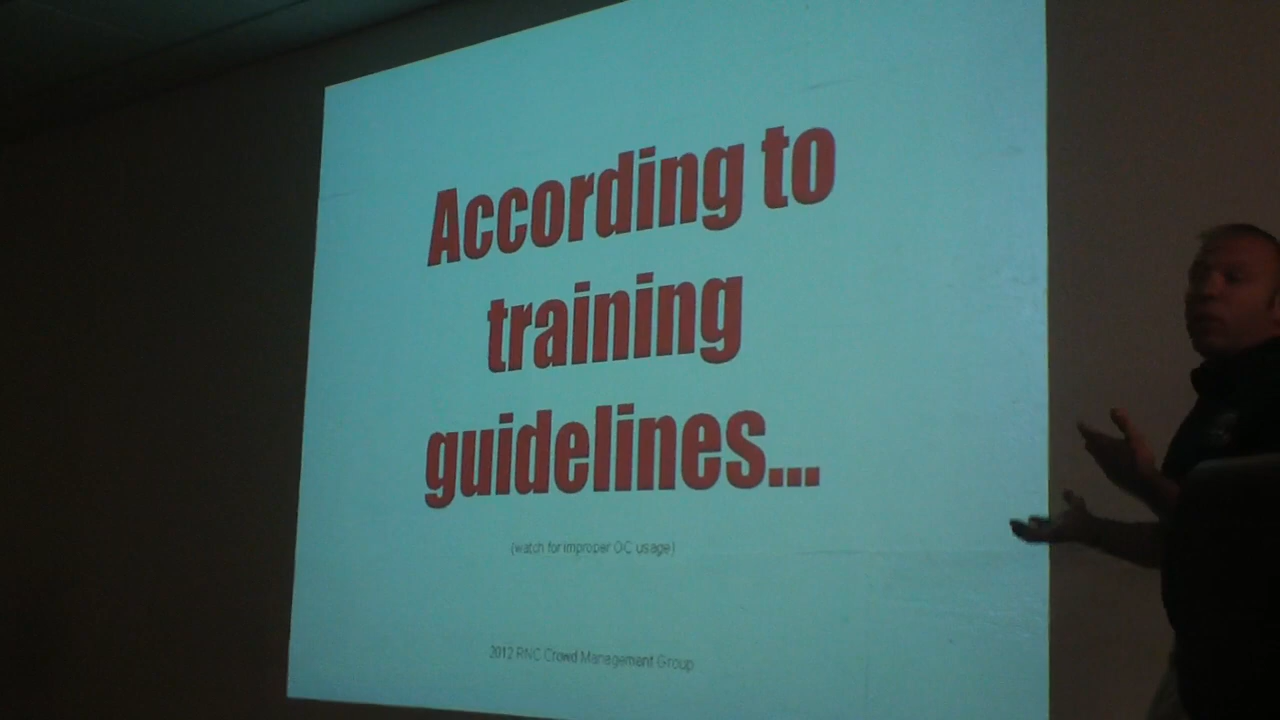 According to
training
guidelines...
(watch for improper OC usage)
2012 RNC Crowd Management Group